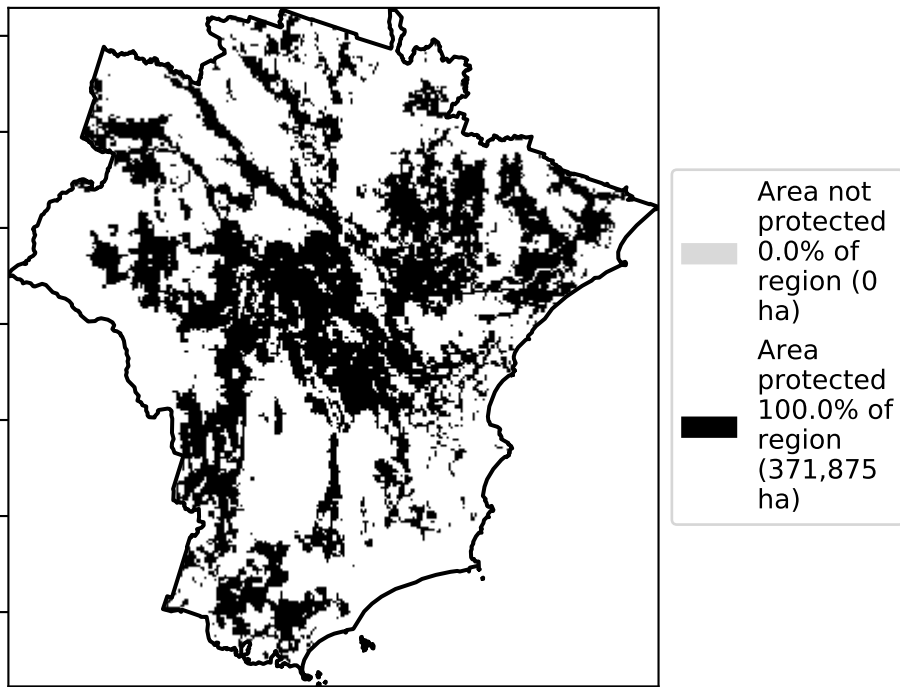 Area not
protected
0.0% of
region (0
ha)
Area
protected
100.0% of
region
(371,875
ha)